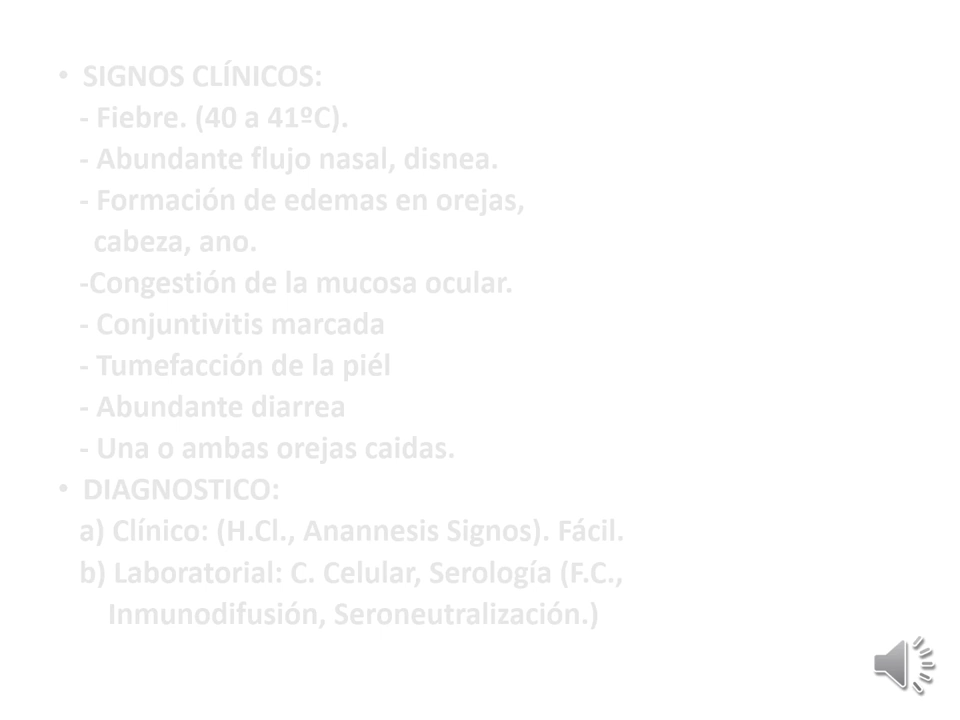 • SIGNOS CLÍNICOS:
- Fiebre. (40 a 41ºC).
- Abundante flujo nasal, disnea.
- Formación de edemas en orejas,
cabeza, ano.
-Congestión de la mucosa ocular.
- Conjuntivitis marcada
- Tumefacción de la piél
- Abundante diarrea
- Una o ambas orejas caidas.
• DIAGNOSTICO:
a) Clínico: (H.Cl., Anannesis Signos). Fácil.
b) Laboratorial: C. Celular, Serología (F.C.,
Inmunodifusión, Seroneutralización.)